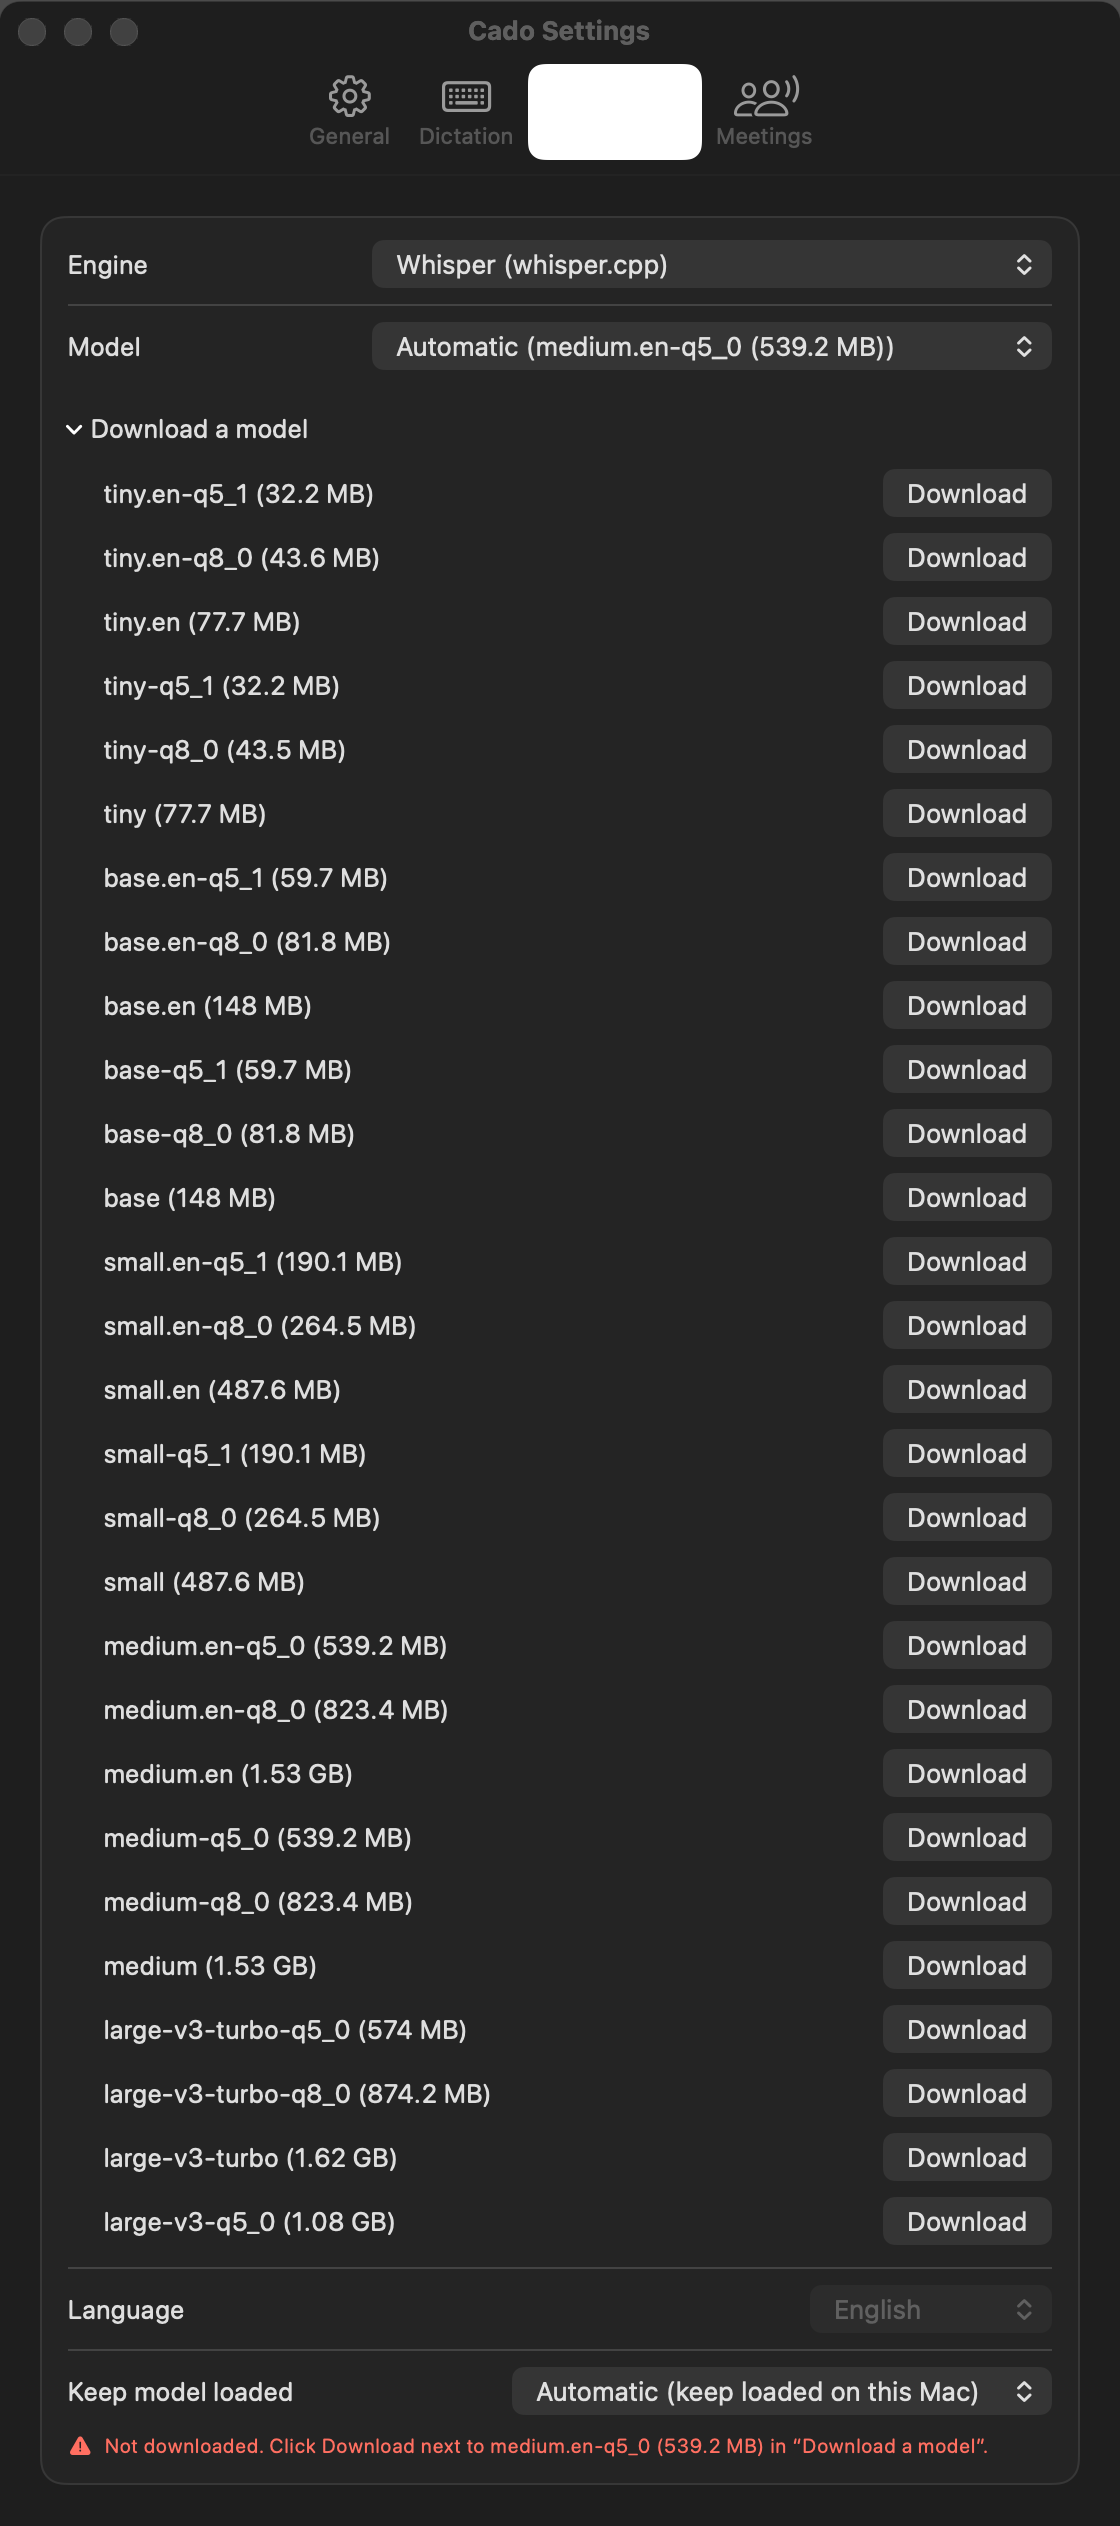 Cado Settings
General
Dictation
Meetings
Engine
Whisper (whisper.cpp)
Model
Automatic (medium.en-q5_0 (539.2 MB))
Download a model
tiny.en-q5_1 (32.2 MB) Download
tiny.en-q8_0 (43.6 MB) Download
tiny.en (77.7 MB) Download
tiny-q5_1 (32.2 MB) Download
tiny-q8_0 (43.5 MB) Download
tiny (77.7 MB) Download
base.en-q5_1 (59.7 MB) Download
base.en-q8_0 (81.8 MB) Download
base.en (148 MB) Download
base-q5_1 (59.7 MB) Download
base-q8_0 (81.8 MB) Download
base (148 MB) Download
small.en-q5_1 (190.1 MB) Download
small.en-q8_0 (264.5 MB) Download
small.en (487.6 MB) Download
small-q5_1 (190.1 MB) Download
small-q8_0 (264.5 MB) Download
small (487.6 MB) Download
medium.en-q5_0 (539.2 MB) Download
medium.en-q8_0 (823.4 MB) Download
medium.en (1.53 GB) Download
medium-q5_0 (539.2 MB) Download
medium-q8_0 (823.4 MB) Download
medium (1.53 GB) Download
large-v3-turbo-q5_0 (574 MB) Download
large-v3-turbo-q8_0 (874.2 MB) Download
large-v3-turbo (1.62 GB) Download
large-v3-q5_0 (1.08 GB) Download
Language
English
Keep model loaded
Automatic (keep loaded on this Mac)
Not downloaded. Click Download next to medium.en-q5_0 (539.2 MB) in “Download a model”.